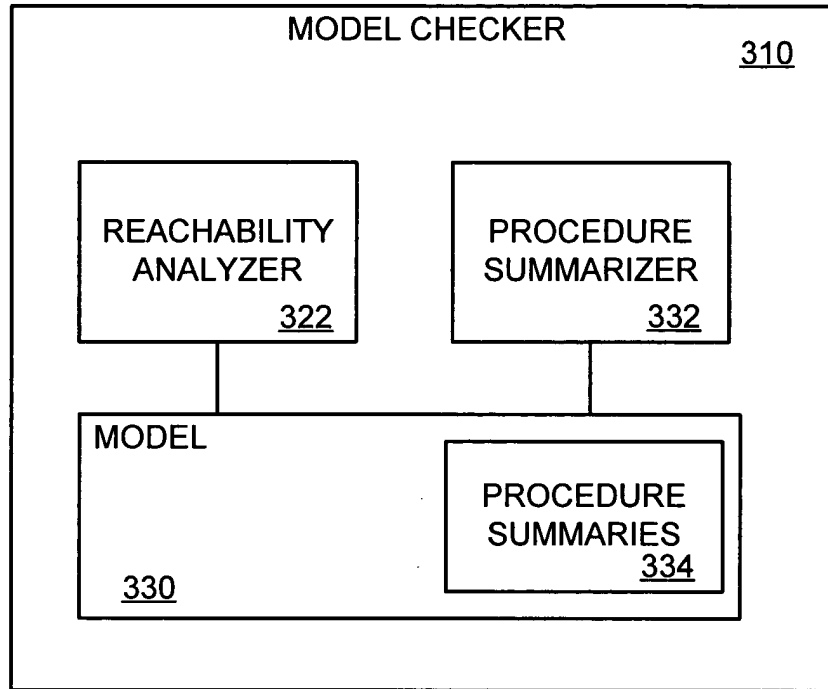 MODEL CHECKER
310
REACHABILITY
ANALYZER
322
PROCEDURE
SUMMARIZER
332
MODEL
330
PROCEDURE
SUMMARIES
334